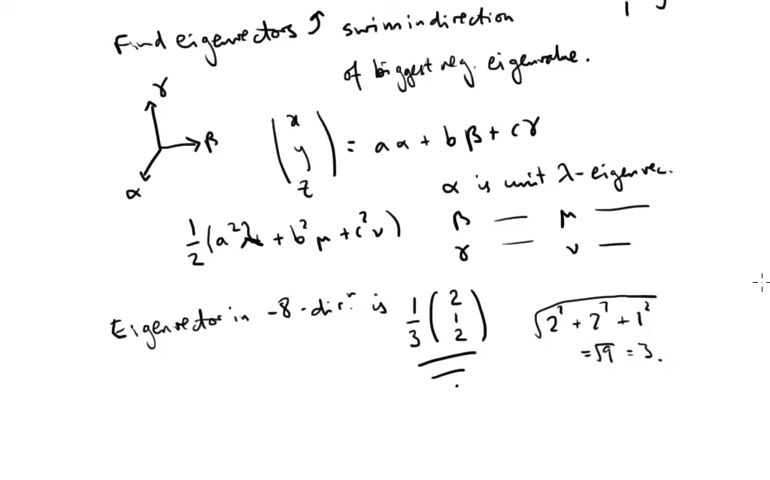 Find eigenvectors & swim in direction
of biggest neg. eigenvalue.
γ
β
α
(x y z) = aα + bβ + cγ
α is unit λ-eigenvec.
β — μ —
γ — ν —
1/2 (a²λ + b²μ + c²ν)
Eigenvector in -8-dirⁿ is 1/3 (2 1 2)
√2² + 2² + 1²
= √9 = 3.